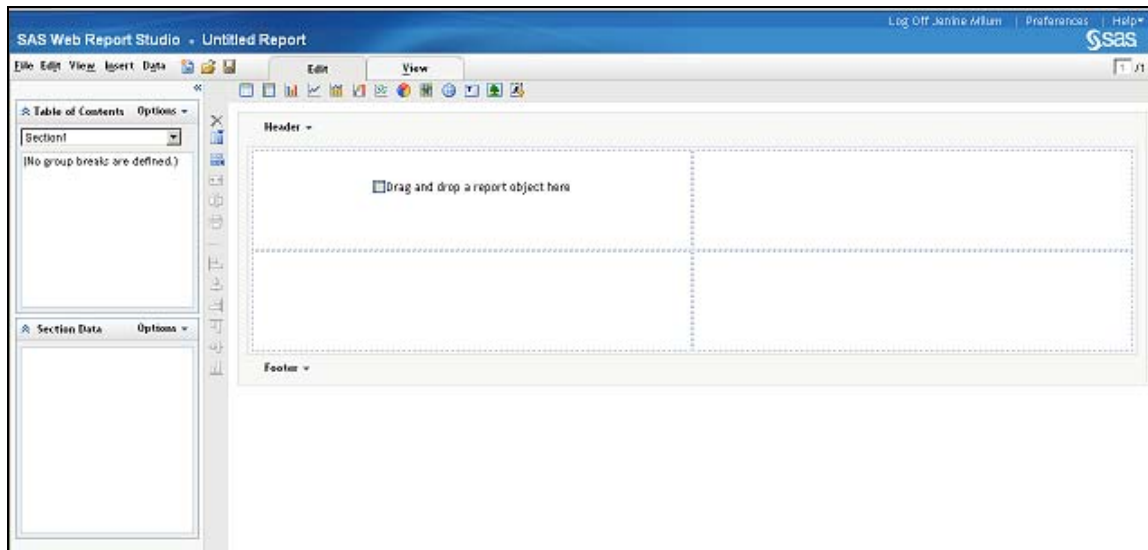 Log Off Janine Milum | Preferences | Help
SAS Web Report Studio - Untitled Report
sas
File Edit View Insert Data
Edit
View
1 /1
Table of Contents Options
Section1
(No group breaks are defined.)
Header
Drag and drop a report object here
Section Data Options
Footer